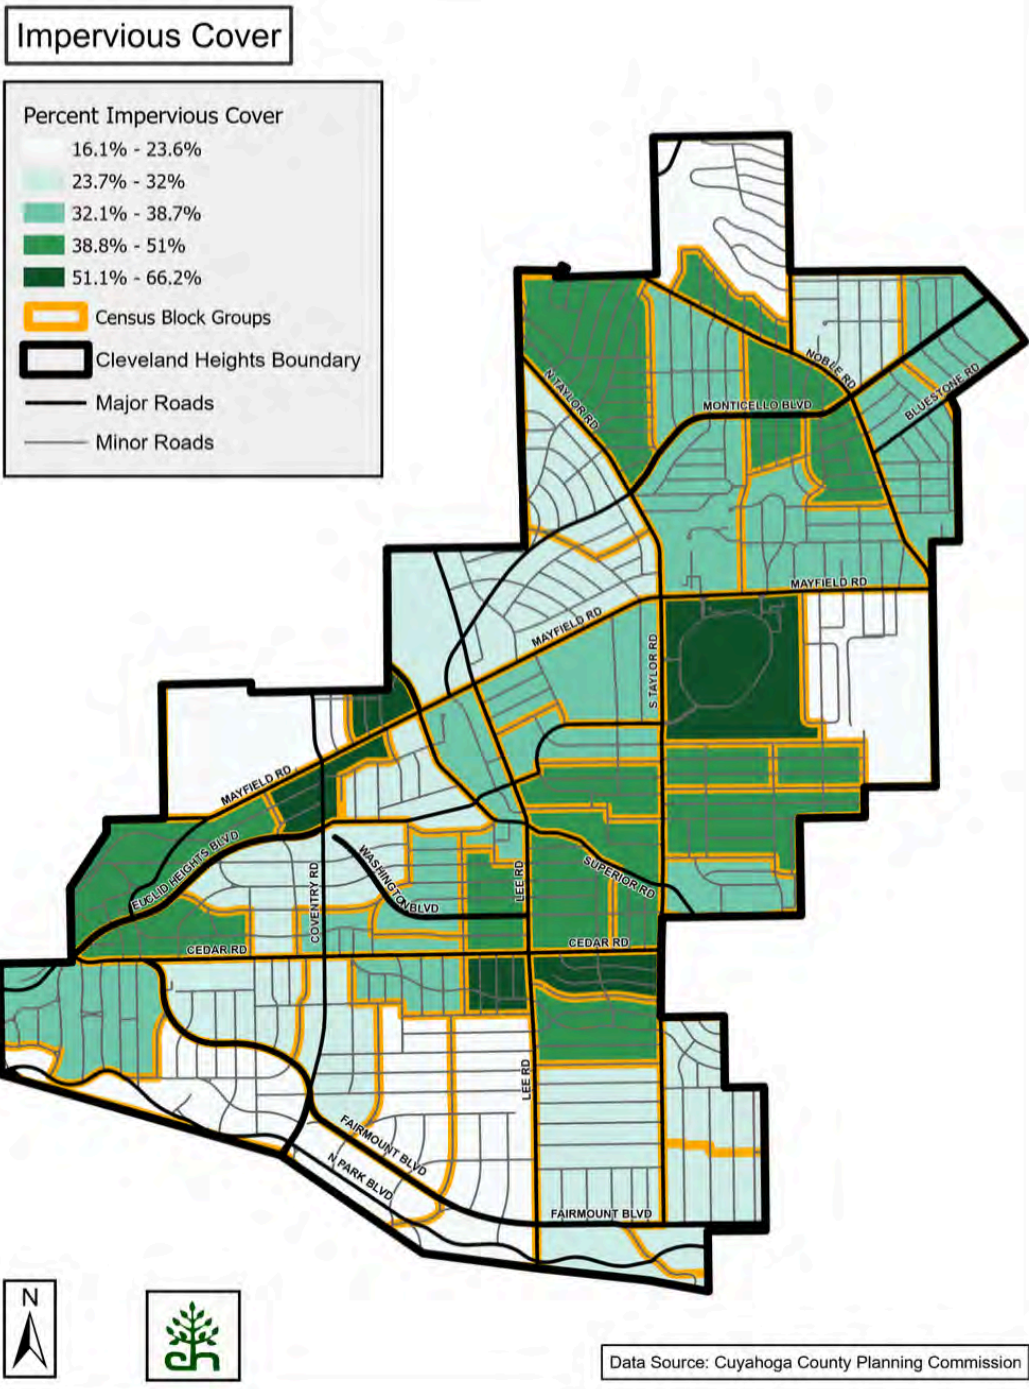 Impervious Cover
Percent Impervious Cover
16.1% - 23.6%
23.7% - 32%
32.1% - 38.7%
38.8% - 51%
51.1% - 66.2%
Census Block Groups
Cleveland Heights Boundary
Major Roads
Minor Roads
NOBLE RD
N TAYLOR RD
BLUESTONE RD
MONTICELLO BLVD
MAYFIELD RD
MAYFIELD RD
S TAYLOR RD
MAYFIELD RD
EUCLID HEIGHTS BLVD
WASHINGTON BLVD
SUPERIOR RD
LEE RD
COVENTRY RD
CEDAR RD
CEDAR RD
LEE RD
FAIRMOUNT BLVD
N PARK BLVD
FAIRMOUNT BLVD
N
ch
Data Source: Cuyahoga County Planning Commission